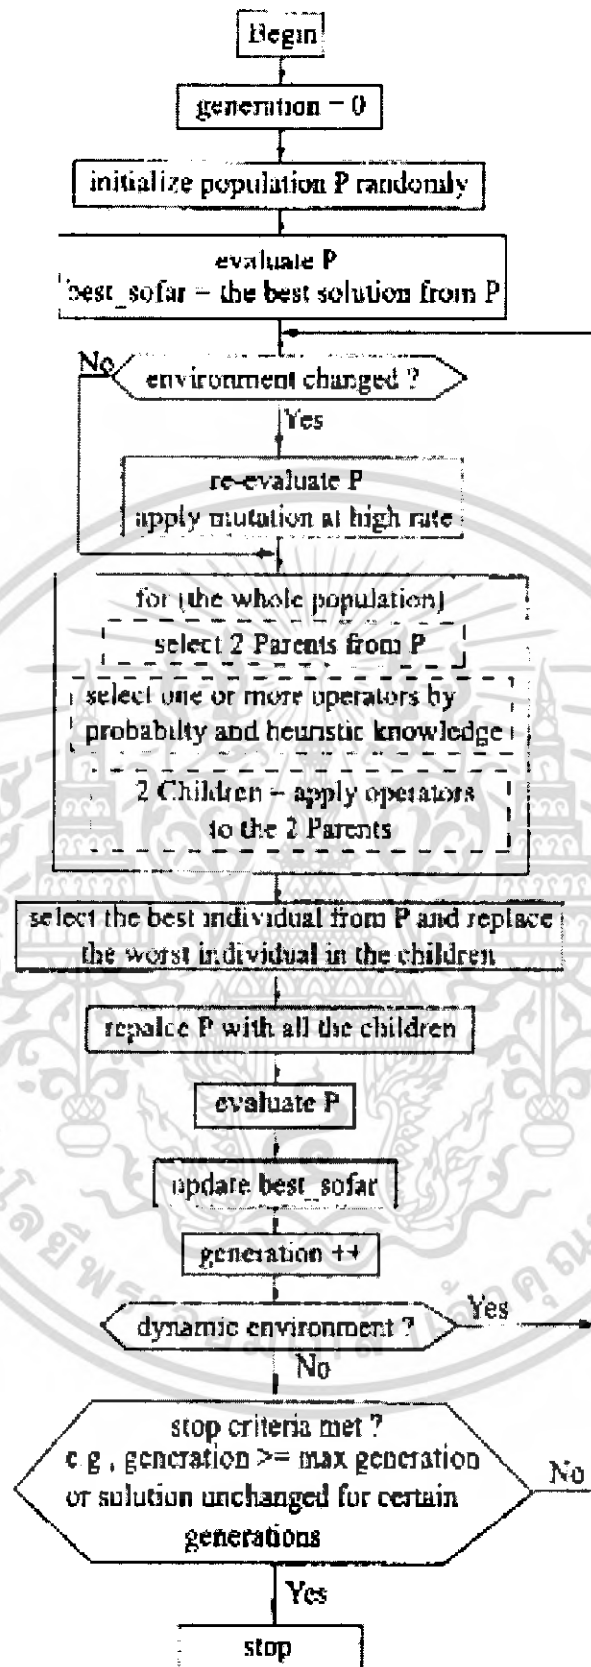 Begin
generation = 0
initialize population P randomly
evaluate P
best_sofar = the best solution from P
No
environment changed ?
Yes
re-evaluate P
apply mutation at high rate
for (the whole population)
select 2 Parents from P
select one or more operators by
probabilty and heuristic knowledge
2 Children = apply operators
to the 2 Parents
select the best individual from P and replace
the worst individual in the children
repalce P with all the children
evaluate P
update best_sofar
generation ++
dynamic environment ?
Yes
No
stop criteria met ?
e.g., generation >= max generation
or solution unchanged for certain
generations
No
Yes
stop